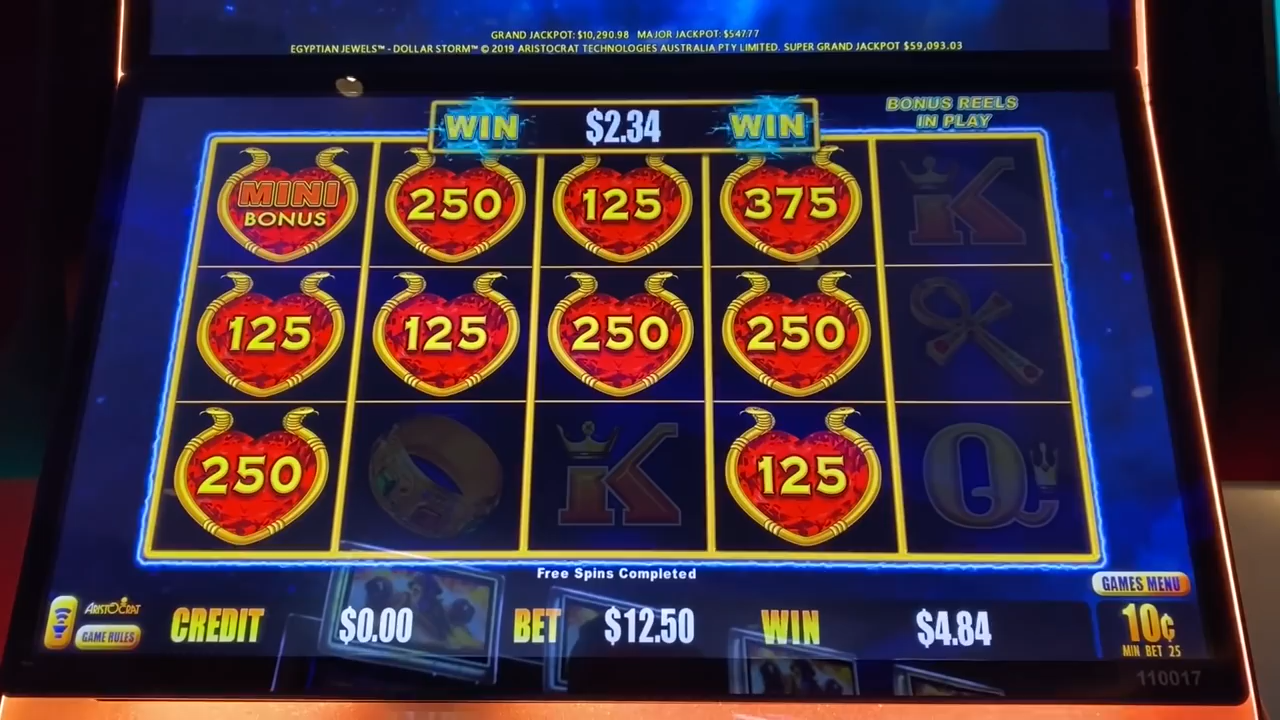 GRAND JACKPOT: $10,290.98 MAJOR JACKPOT: $547.77
EGYPTIAN JEWELS™ - DOLLAR STORM™ © 2019 ARISTOCRAT TECHNOLOGIES AUSTRALIA PTY LIMITED. SUPER GRAND JACKPOT $59,093.03
WIN $2.34 WIN
BONUS REELS
IN PLAY
MINI
BONUS
250
125
375
K
125
125
250
250
250
K
125
Q
Free Spins Completed
GAMES MENU
ARISTOCRAT
GAME RULES
CREDIT $0.00 BET $12.50 WIN $4.84
10¢
MIN BET 25
110017